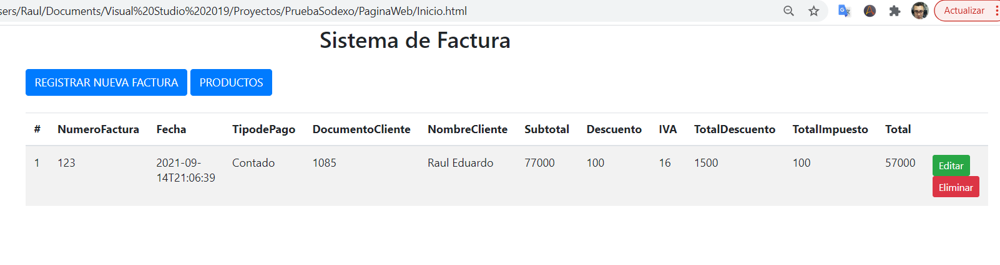 sers/Raul/Documents/Visual%20Studio%202019/Proyectos/PruebaSodexo/PaginaWeb/Inicio.html
Actualizar
Sistema de Factura
REGISTRAR NUEVA FACTURA PRODUCTOS
# NumeroFactura Fecha TipodePago DocumentoCliente NombreCliente Subtotal Descuento IVA TotalDescuento TotalImpuesto Total
1 123 2021-09-14T21:06:39 Contado 1085 Raul Eduardo 77000 100 16 1500 100 57000 Editar
Eliminar